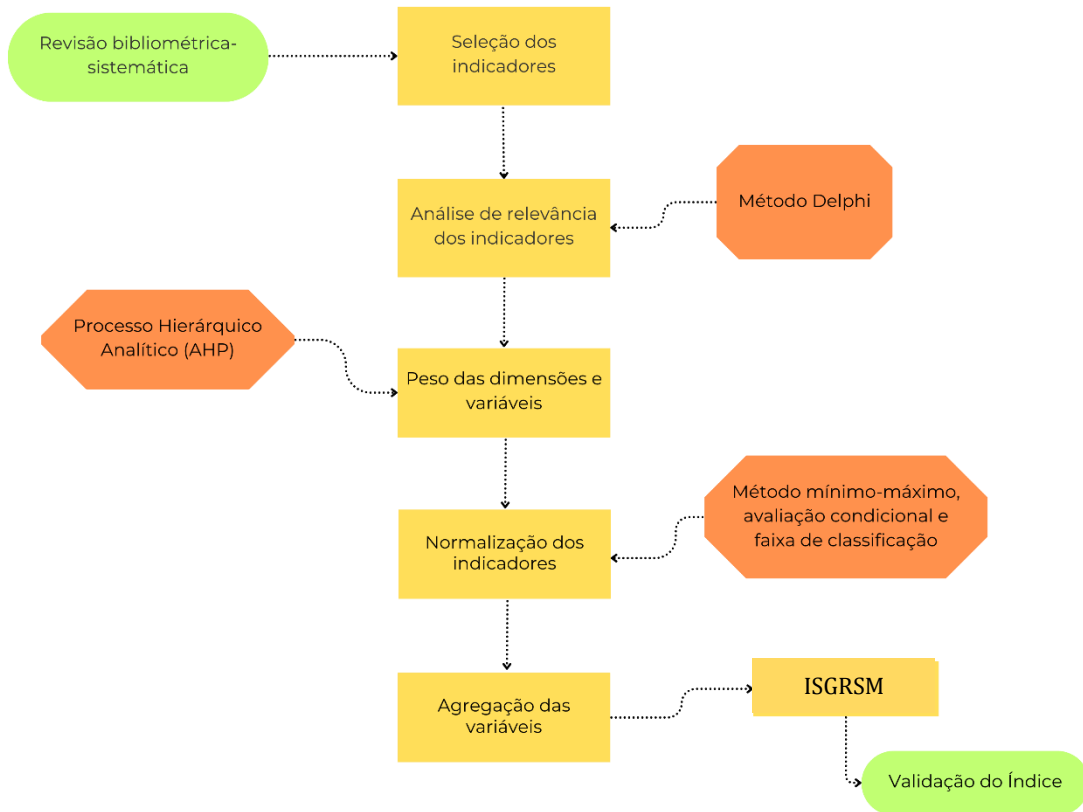 Revisão bibliométrica-
sistemática
Seleção dos
indicadores
Análise de relevância
dos indicadores
Método Delphi
Processo Hierárquico
Analítico (AHP)
Peso das dimensões e
variáveis
Método mínimo-máximo,
avaliação condicional e
faixa de classificação
Normalização dos
indicadores
Agregação das
variáveis
ISGRSM
Validação do Índice